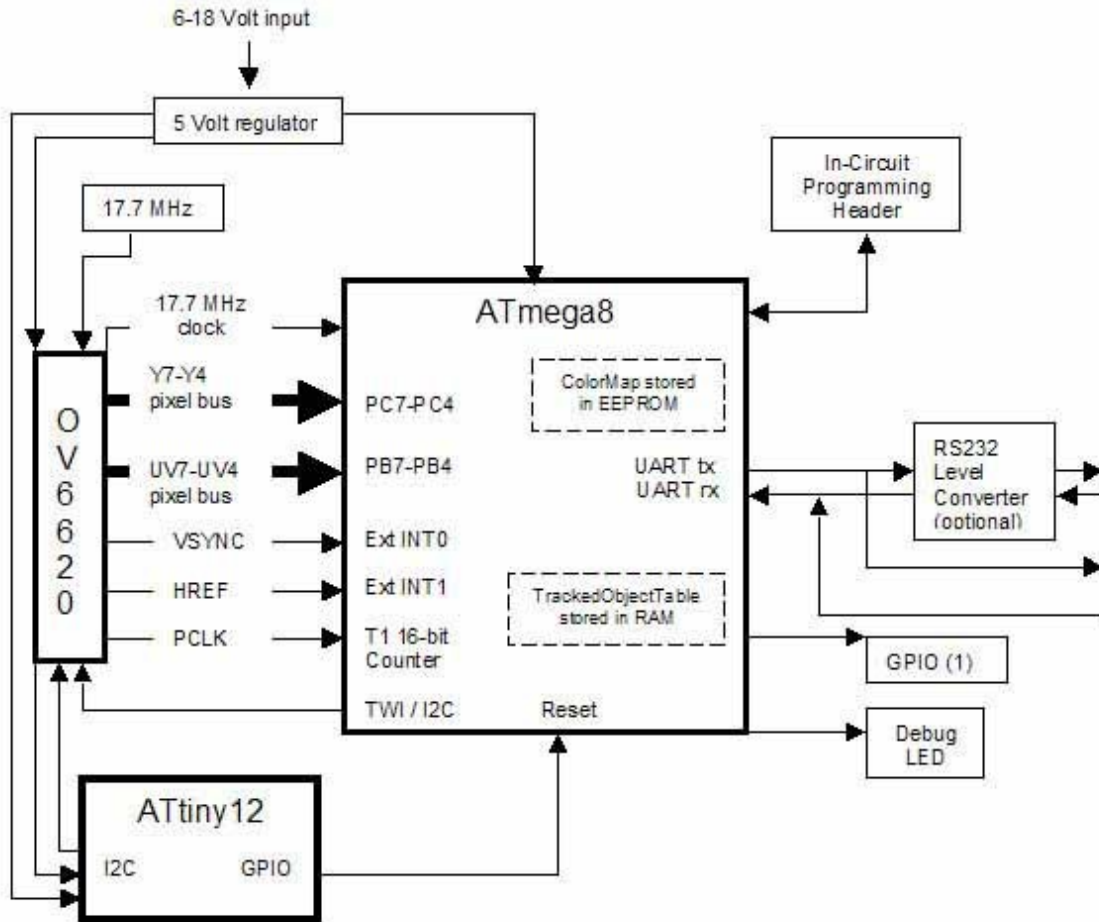 6-18 Volt input
5 Volt regulator
17.7 MHz
In-Circuit
Programming
Header
17.7 MHz
clock
ATmega8
Y7-Y4
pixel bus
ColorMap stored
in EEPROM
PC7-PC4
OV6620
UV7-UV4
pixel bus
PB7-PB4
UART tx
UART rx
RS232
Level
Converter
(optional)
VSYNC
Ext INT0
HREF
Ext INT1
TrackedObjectTable
stored in RAM
PCLK
T1 16-bit
Counter
GPIO (1)
TWI / I2C
Reset
Debug
LED
ATtiny12
I2C
GPIO